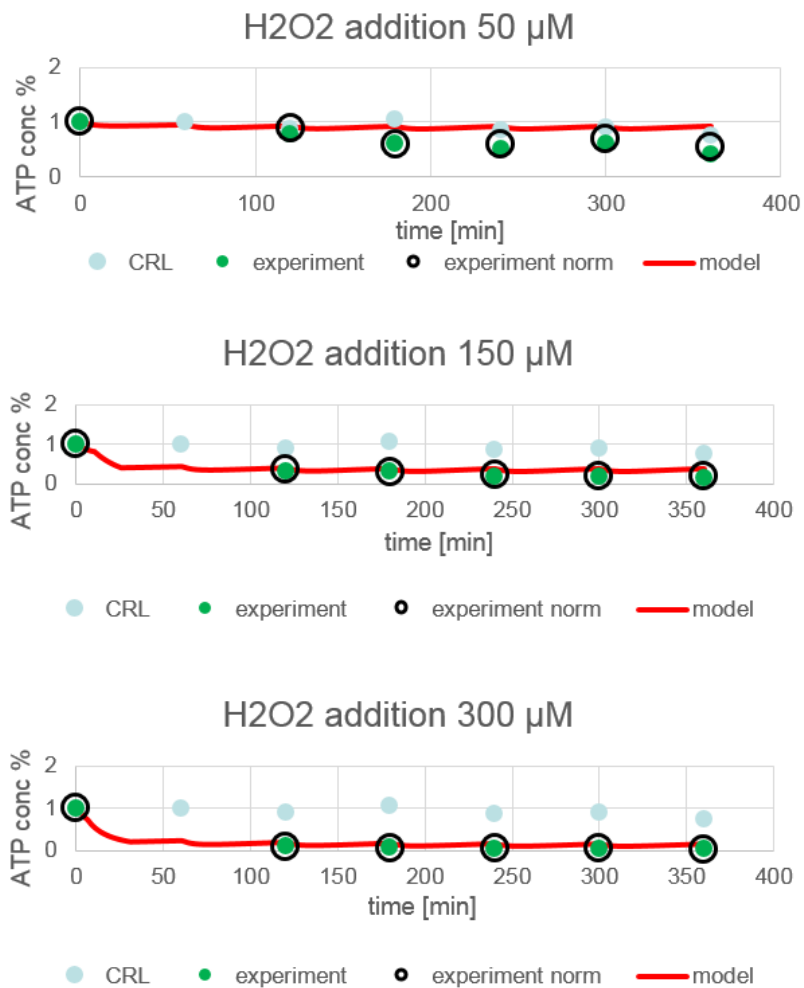 H2O2 addition 50 µM
ATP conc %
2
1
0
0 100 200 300 400
time [min]
CRL experiment experiment norm model
H2O2 addition 150 µM
ATP conc %
2
1
0
0 50 100 150 200 250 300 350 400
time [min]
CRL experiment experiment norm model
H2O2 addition 300 µM
ATP conc %
2
1
0
0 50 100 150 200 250 300 350 400
time [min]
CRL experiment experiment norm model